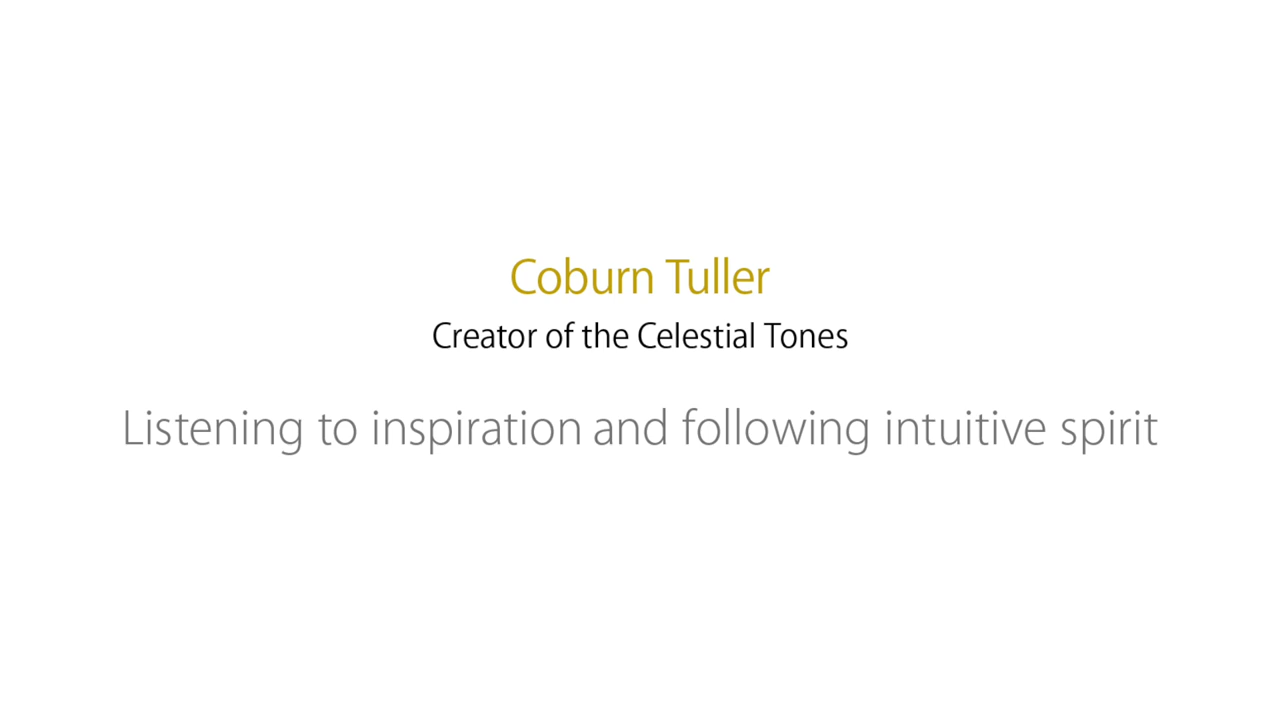 Coburn Tuller
Creator of the Celestial Tones
Listening to inspiration and following intuitive spirit